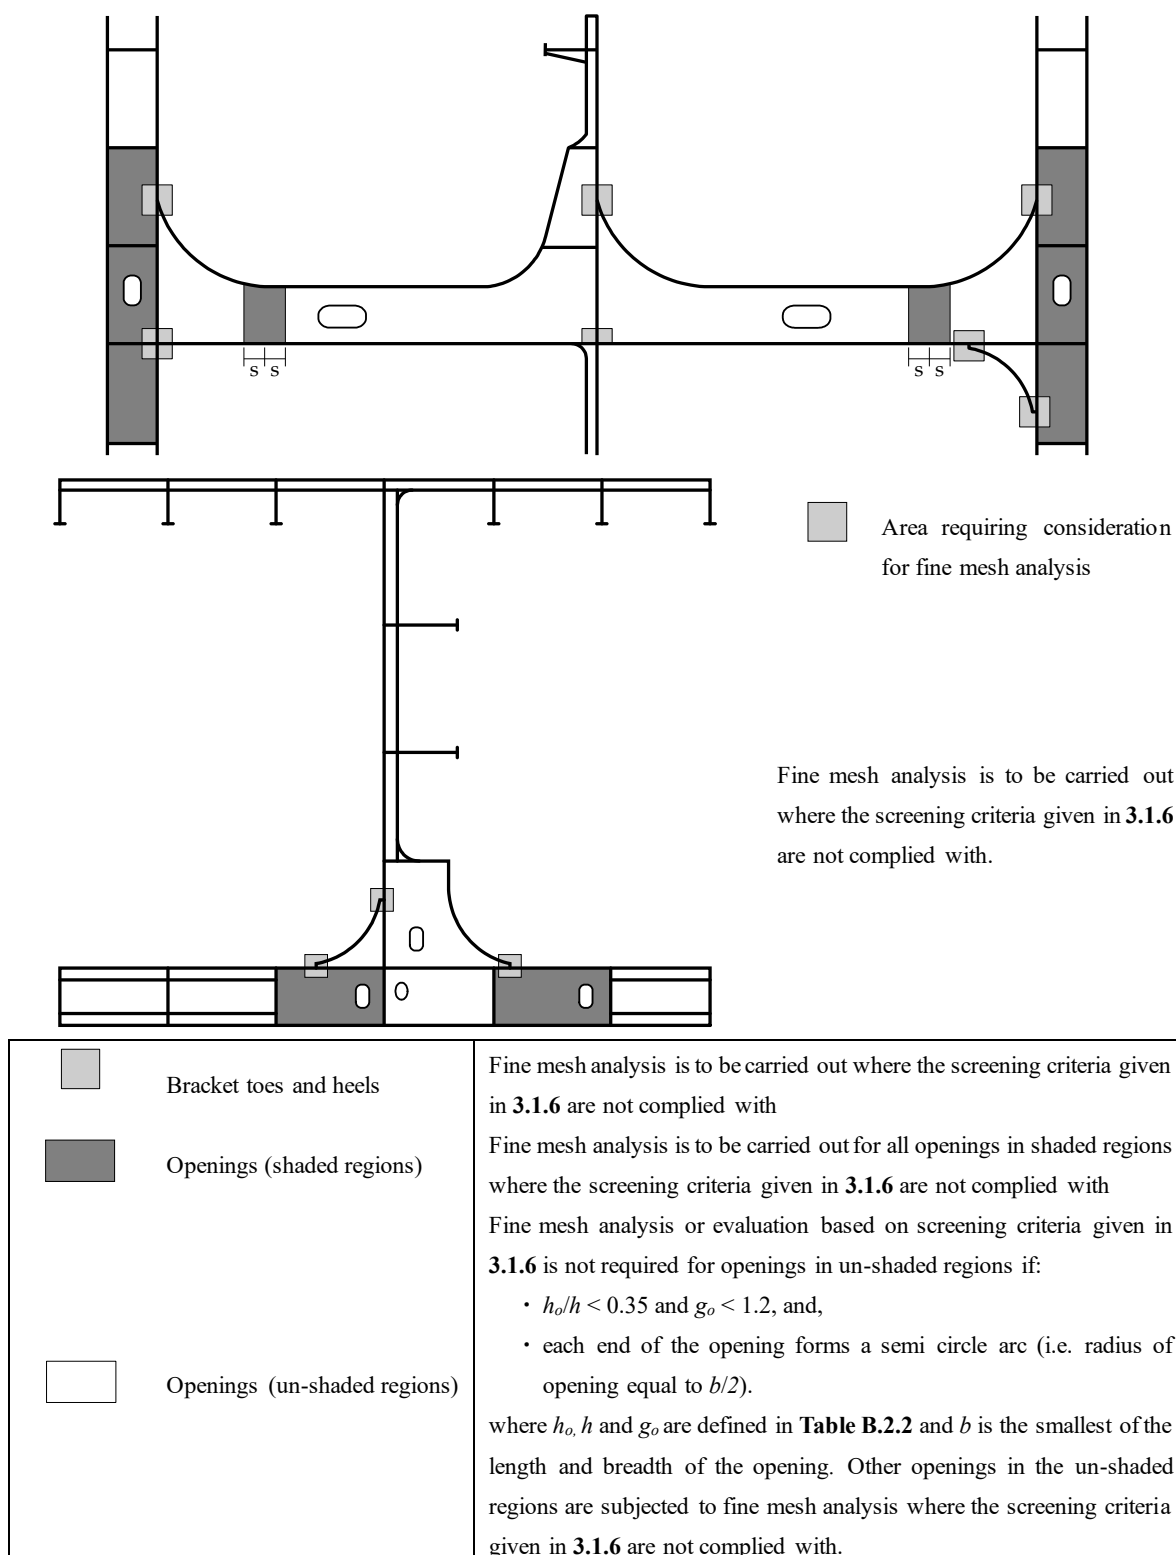 s s
s s
Area requiring consideration
for fine mesh analysis
Fine mesh analysis is to be carried out
where the screening criteria given in 3.1.6
are not complied with.
Bracket toes and heels
Fine mesh analysis is to be carried out where the screening criteria given
in 3.1.6 are not complied with
Openings (shaded regions)
Fine mesh analysis is to be carried out for all openings in shaded regions
where the screening criteria given in 3.1.6 are not complied with
Openings (un-shaded regions)
Fine mesh analysis or evaluation based on screening criteria given in
3.1.6 is not required for openings in un-shaded regions if:
・ ho/h < 0.35 and go < 1.2, and,
・ each end of the opening forms a semi circle arc (i.e. radius of
opening equal to b/2).
where ho, h and go are defined in Table B.2.2 and b is the smallest of the
length and breadth of the opening. Other openings in the un-shaded
regions are subjected to fine mesh analysis where the screening criteria
given in 3.1.6 are not complied with.